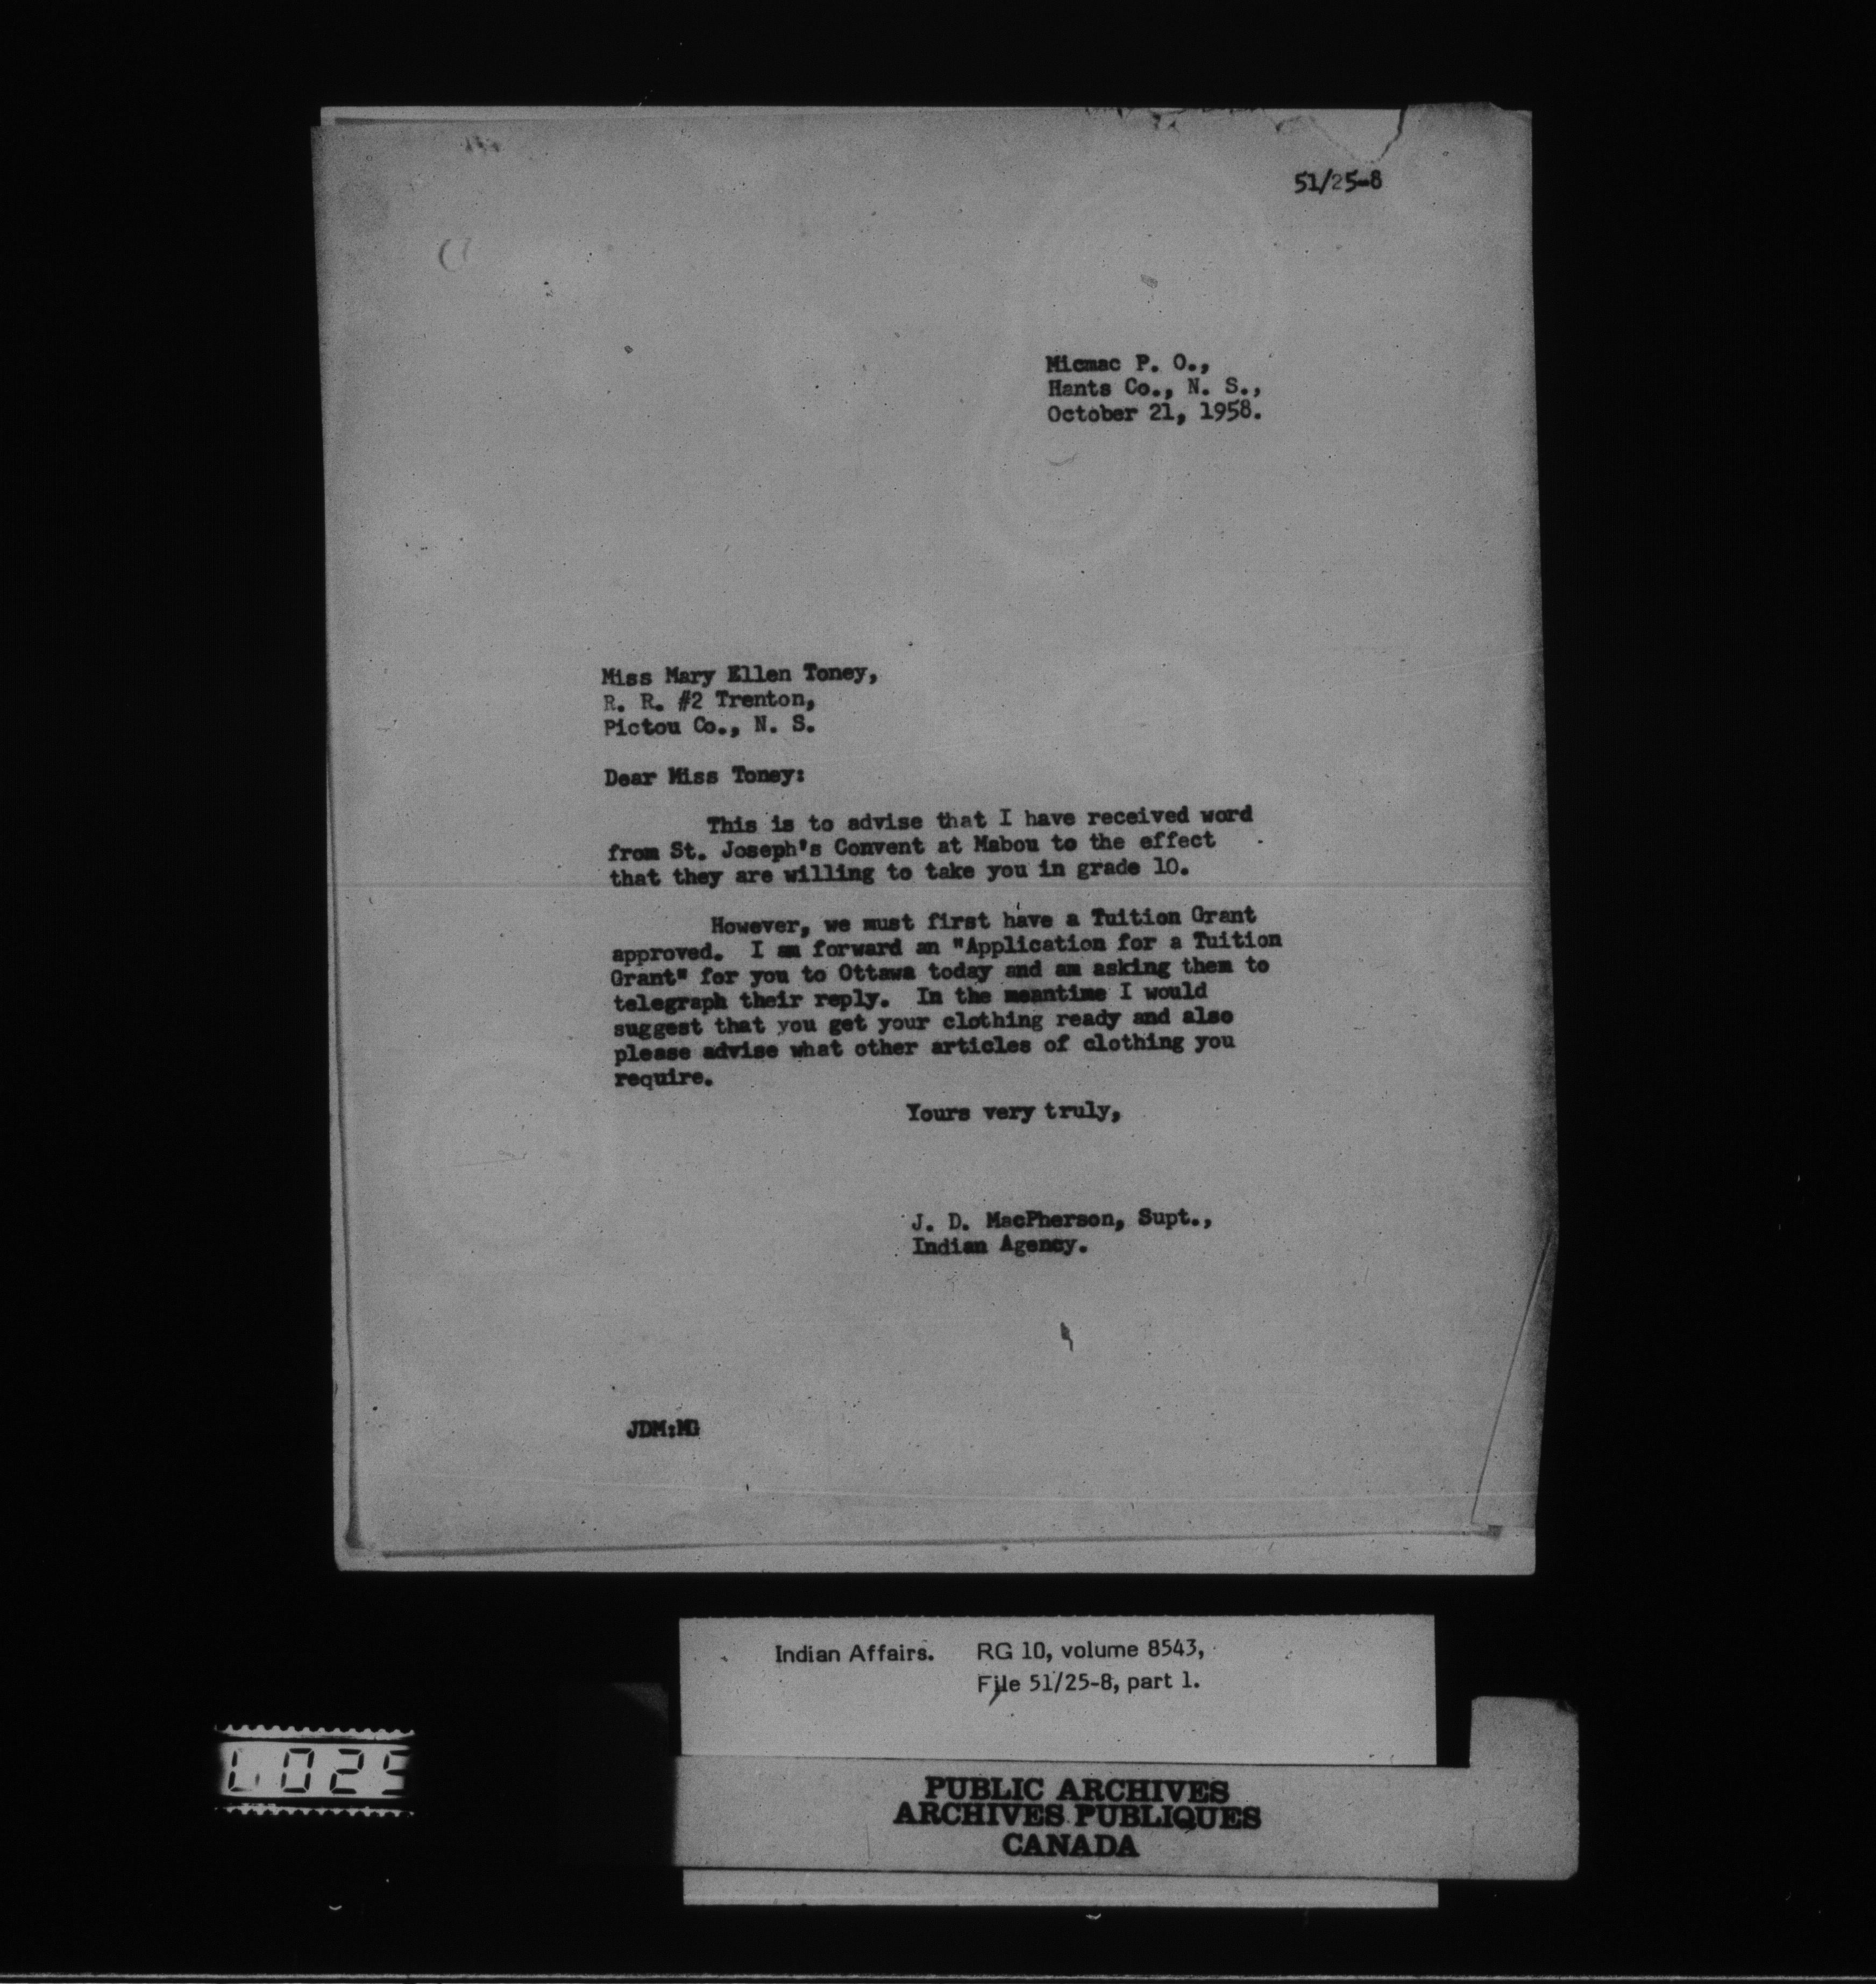 51/25-8
Micmac P. O.,
Hants Co., N. S.,
October 21, 1958.
Miss Mary Ellen Toney,
R. R. #2 Trenton,
Pictou Co., N. S.
Dear Miss Toney:
This is to advise that I have received word
from St. Joseph's Convent at Mabou to the effect
that they are willing to take you in grade 10.
However, we must first have a Tuition Grant
approved. I am forward an "Application for a Tuition
Grant" for you to Ottawa today and am asking them to
telegraph their reply. In the meantime I would
suggest that you get your clothing ready and also
please advise what other articles of clothing you
require.
Yours very truly,
J. D. MacPherson, Supt.,
Indian Agency.
JDM:MG
Indian Affairs. RG 10, volume 8543,
File 51/25-8, part 1.
PUBLIC ARCHIVES
ARCHIVES PUBLIQUES
CANADA